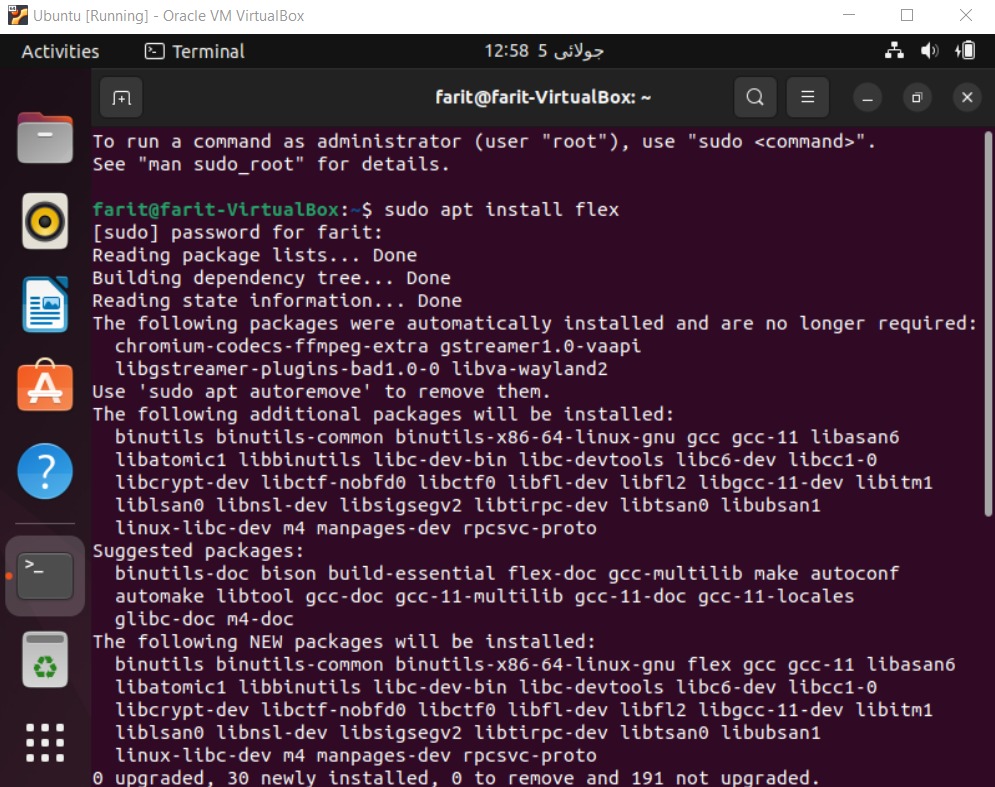 Ubuntu [Running] - Oracle VM VirtualBox
Activities
Terminal
12:58 5 جولائی
farit@farit-VirtualBox: ~
To run a command as administrator (user "root"), use "sudo <command>".
See "man sudo_root" for details.
farit@farit-VirtualBox:~$ sudo apt install flex
[sudo] password for farit:
Reading package lists... Done
Building dependency tree... Done
Reading state information... Done
The following packages were automatically installed and are no longer required:
chromium-codecs-ffmpeg-extra gstreamer1.0-vaapi
libgstreamer-plugins-bad1.0-0 libva-wayland2
Use 'sudo apt autoremove' to remove them.
The following additional packages will be installed:
binutils binutils-common binutils-x86-64-linux-gnu gcc gcc-11 libasan6
libatomic1 libbinutils libc-dev-bin libc-devtools libc6-dev libcc1-0
libcrypt-dev libctf-nobfd0 libctf0 libfl-dev libfl2 libgcc-11-dev libitm1
liblsan0 libnsl-dev libsigsegv2 libtirpc-dev libtsan0 libubsan1
linux-libc-dev m4 manpages-dev rpcsvc-proto
Suggested packages:
binutils-doc bison build-essential flex-doc gcc-multilib make autoconf
automake libtool gcc-doc gcc-11-multilib gcc-11-doc gcc-11-locales
glibc-doc m4-doc
The following NEW packages will be installed:
binutils binutils-common binutils-x86-64-linux-gnu flex gcc gcc-11 libasan6
libatomic1 libbinutils libc-dev-bin libc-devtools libc6-dev libcc1-0
libcrypt-dev libctf-nobfd0 libctf0 libfl-dev libfl2 libgcc-11-dev libitm1
liblsan0 libnsl-dev libsigsegv2 libtirpc-dev libtsan0 libubsan1
linux-libc-dev m4 manpages-dev rpcsvc-proto
0 upgraded, 30 newly installed, 0 to remove and 191 not upgraded.